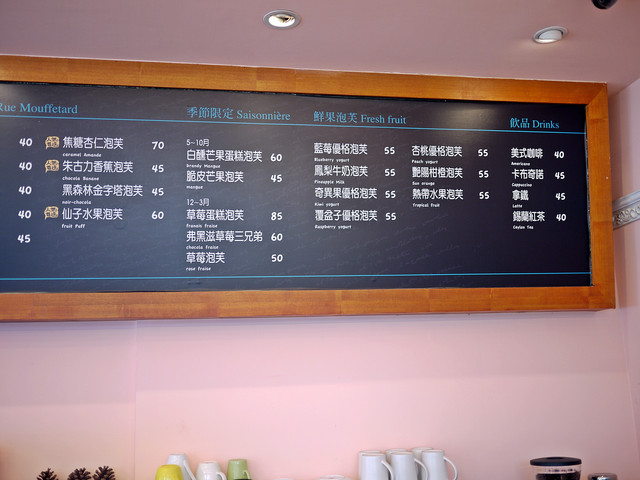 Rue Mouffetard
40 焦糖杏仁泡芙 70
caramel Amande
40 朱古力香蕉泡芙 45
chocola Banane
40 黑森林金字塔泡芙 45
noir-chocola
40 仙子水果泡芙 60
fruit Puff
45
季節限定 Saisonnière
5~10月
白醺芒果蛋糕泡芙 60
brandy Mangue
脆皮芒果泡芙 45
mangue
12~3月
草莓蛋糕泡芙 85
fransis fraise
弗黑滋草莓三兄弟 60
chocola fraise
草莓泡芙 50
rose fraise
鮮果泡芙 Fresh fruit
藍莓優格泡芙 55
Blueberry yogurt
鳳梨牛奶泡芙 55
Pineapple Milk
奇異果優格泡芙 55
Kiwi yogurt
覆盆子優格泡芙 55
Raspberry yogurt
杏桃優格泡芙 55
Peach yogurt
艷陽柑橙泡芙 55
Sun orange
熱帶水果泡芙 55
Tropical fruit
飲品 Drinks
美式咖啡 40
Americano
卡布奇諾 45
Cappuccino
拿鐵 45
Latte
錫蘭紅茶 40
Ceylan Tea